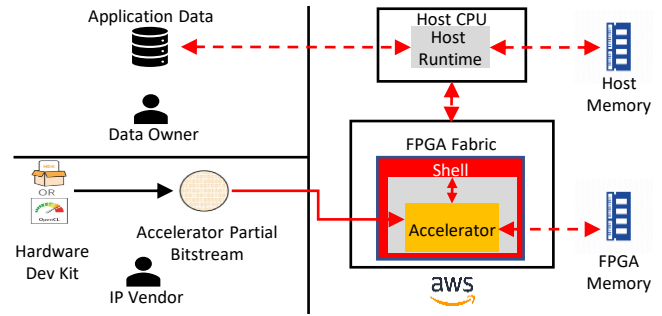 Application Data
Data Owner
Host CPU
Host
Runtime
Host
Memory
FPGA Fabric
Shell
Accelerator
FPGA
Memory
aws
OR
OpenCL
Hardware
Dev Kit
Accelerator Partial
Bitstream
IP Vendor